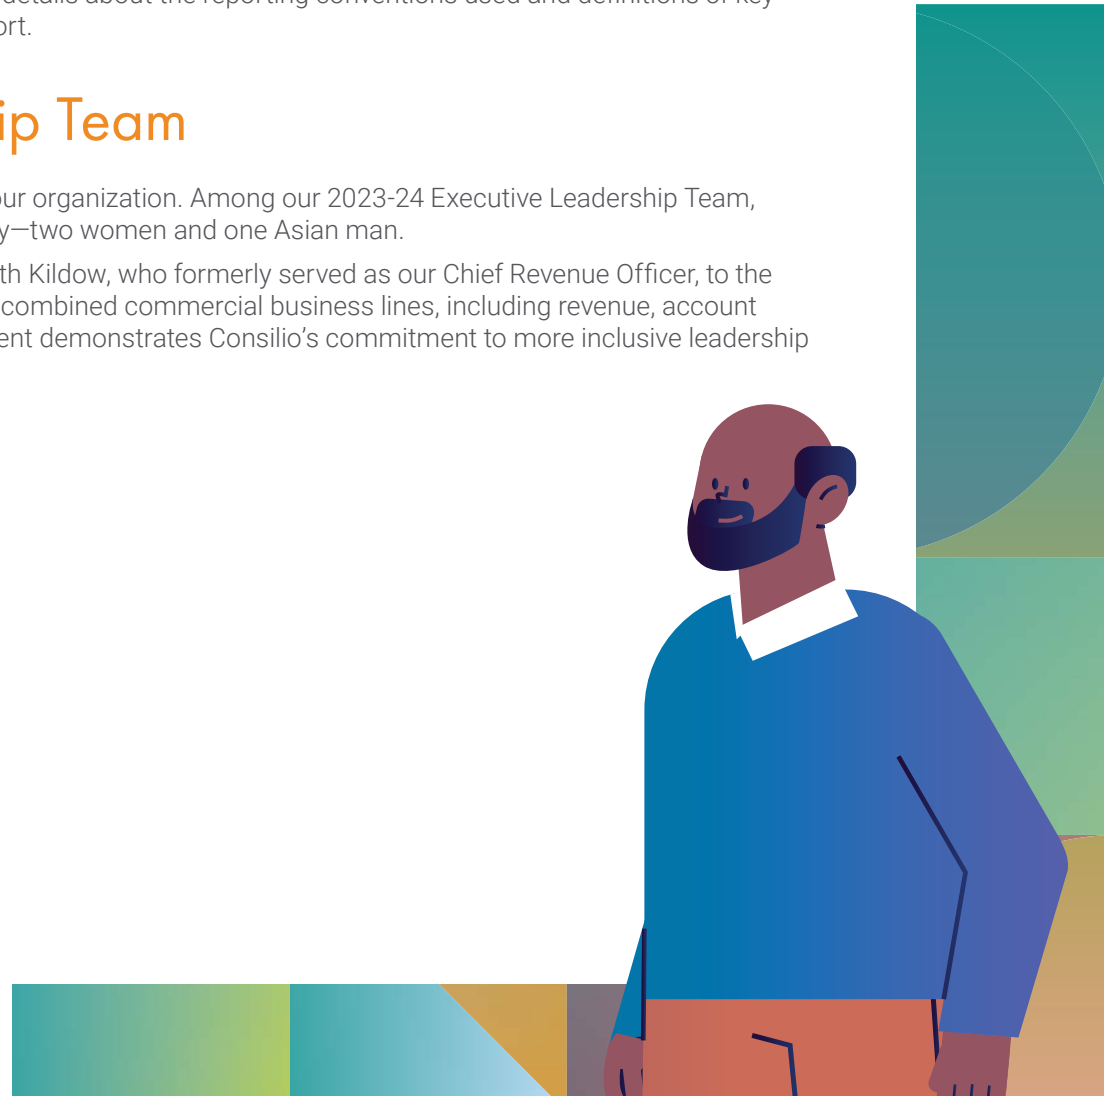 details about the reporting conventions used and definitions of key
ort.
ip Team
our organization. Among our 2023-24 Executive Leadership Team,
y—two women and one Asian man.
th Kildow, who formerly served as our Chief Revenue Officer, to the
combined commercial business lines, including revenue, account
ent demonstrates Consilio’s commitment to more inclusive leadership